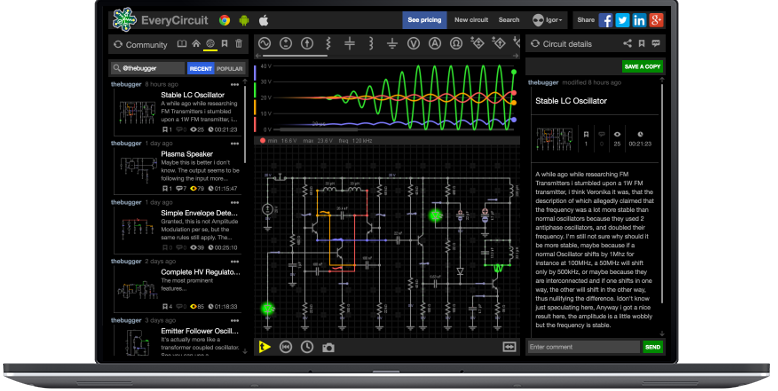 EveryCircuit
See pricing
New circuit
Search
Igor
Share
Community
Circuit details
@thebugger
RECENT
POPULAR
SAVE A COPY
thebugger 8 hours ago
Stable LC Oscillator
A while ago while researching
FM Transmitters i stumbled
upon a 1W FM transmitter, i...
1 25 00:21:23
thebugger 1 day ago
Plasma Speaker
Maybe this is better i don't
know. The output seems to be
following the input more...
1 7 79 01:15:47
thebugger 1 day ago
Simple Envelope Dete...
Granted, this is not Amplitude
Modulation per se, but the
same rules still apply. The...
39 00:25:10
thebugger 2 days ago
Complete HV Regulato...
The most prominent
features...
4 85 01:18:33
thebugger 3 days ago
Emitter Follower Oscill...
It's actually more like a
transformer coupled oscillator.
40 V
30 V
20 V
10 V
0 V
min 16.6 V max 23.6 V freq 120 kHz
thebugger modified 8 hours ago
Stable LC Oscillator
1 25 00:21:23
A while ago while researching FM
Transmitters i stumbled upon a 1W FM
transmitter, i think Veronika it was, that the
description of which allegedly claimed that
the frequency was a lot more stable than
normal oscillators because they used 2
antiphase oscillators, and doubled their
frequency. I'm still not sure why should it
be more stable, maybe because if a
normal Oscillator shifts by 1Mhz for
instance at 100MHz, a 50MHz will shift
only by 500kHz, or maybe because they
are interconnected and if one shifts in one
way, the other will shift in the other way,
thus nullifying the difference. Idon't know
just speculating here, Anyway i got a nice
result here, the amplitude is a little wobbly
but the frequency is stable.
Enter comment
SEND